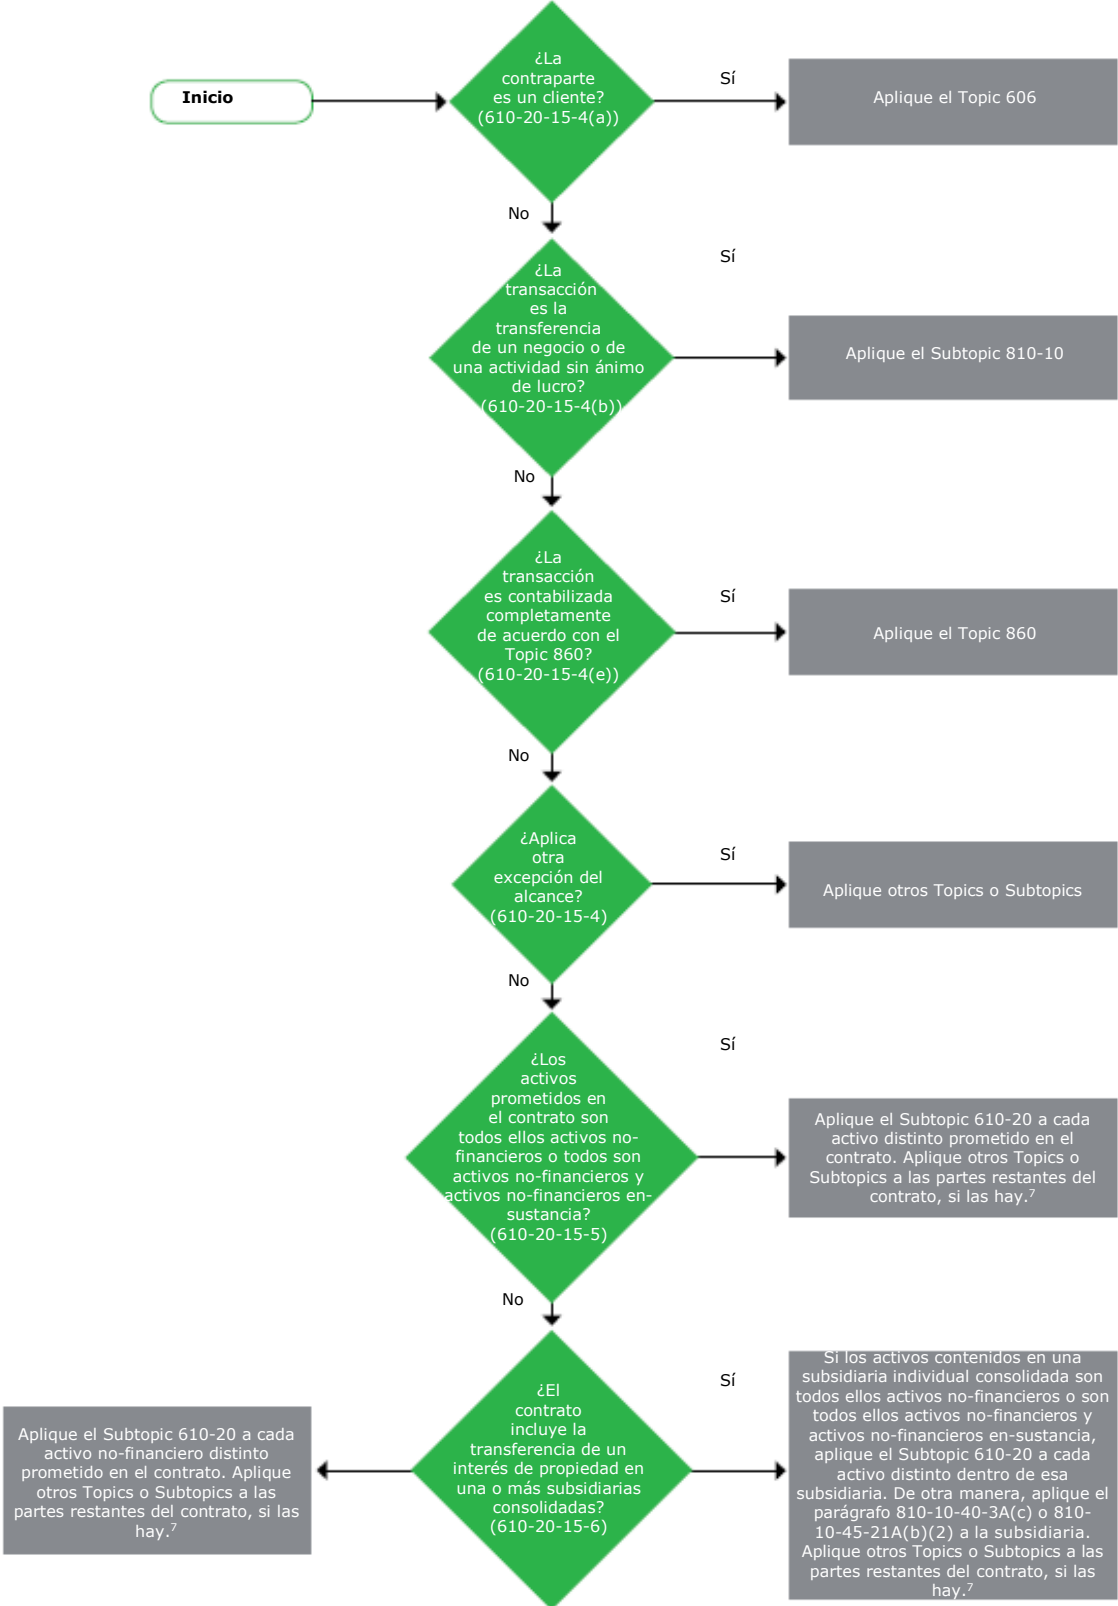 Inicio
¿La
contraparte
es un cliente?
(610-20-15-4(a))
Sí
Aplique el Topic 606
No
¿La
transacción
es la
transferencia
de un negocio o de
una actividad sin ánimo
de lucro?
(610-20-15-4(b))
Sí
Aplique el Subtopic 810-10
No
¿La
transacción
es contabilizada
completamente
de acuerdo con el
Topic 860?
(610-20-15-4(e))
Sí
Aplique el Topic 860
No
¿Aplica
otra
excepción del
alcance?
(610-20-15-4)
Sí
Aplique otros Topics o Subtopics
No
¿Los
activos
prometidos en
el contrato son
todos ellos activos no-
financieros o todos son
activos no-financieros y
activos no-financieros en-
sustancia?
(610-20-15-5)
Sí
Aplique el Subtopic 610-20 a cada
activo distinto prometido en el
contrato. Aplique otros Topics o
Subtopics a las partes restantes del
contrato, si las hay.⁷
No
¿El
contrato
incluye la
transferencia de un
interés de propiedad en
una o más subsidiarias
consolidadas?
(610-20-15-6)
Sí
Si los activos contenidos en una
subsidiaria individual consolidada son
todos ellos activos no-financieros o son
todos ellos activos no-financieros y
activos no-financieros en-sustancia,
aplique el Subtopic 610-20 a cada
activo distinto dentro de esa
subsidiaria. De otra manera, aplique el
parágrafo 810-10-40-3A(c) o 810-
10-45-21A(b)(2) a la subsidiaria.
Aplique otros Topics o Subtopics a las
partes restantes del contrato, si las
hay.⁷
Aplique el Subtopic 610-20 a cada
activo no-financiero distinto
prometido en el contrato. Aplique
otros Topics o Subtopics a las
partes restantes del contrato, si las
hay.⁷